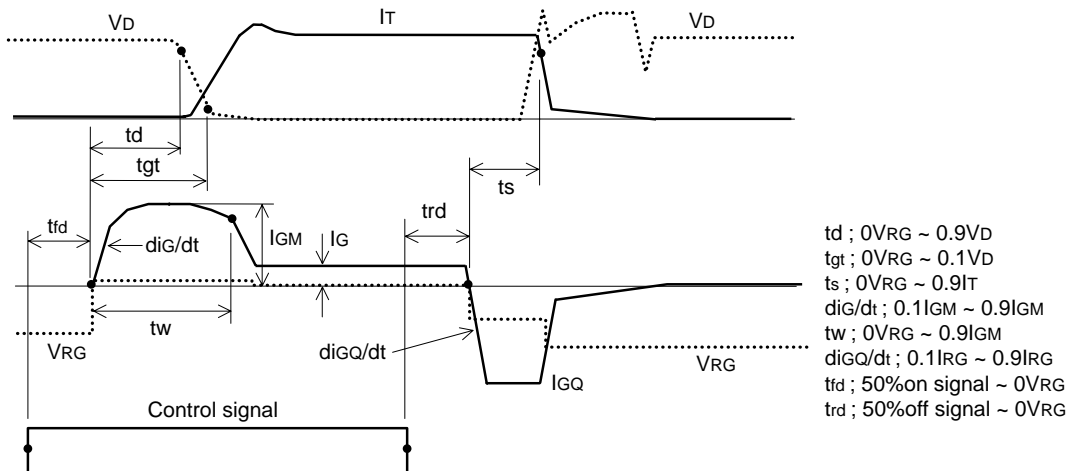 VD
IT
VD
td
tgt
ts
tfd
diG/dt
IGM
IG
trd
tw
VRG
diGQ/dt
IGQ
VRG
Control signal
td ; 0VRG ~ 0.9VD
tgt ; 0VRG ~ 0.1VD
ts ; 0VRG ~ 0.9IT
diG/dt ; 0.1IGM ~ 0.9IGM
tw ; 0VRG ~ 0.9IGM
diGQ/dt ; 0.1IRG ~ 0.9IRG
tfd ; 50%on signal ~ 0VRG
trd ; 50%off signal ~ 0VRG